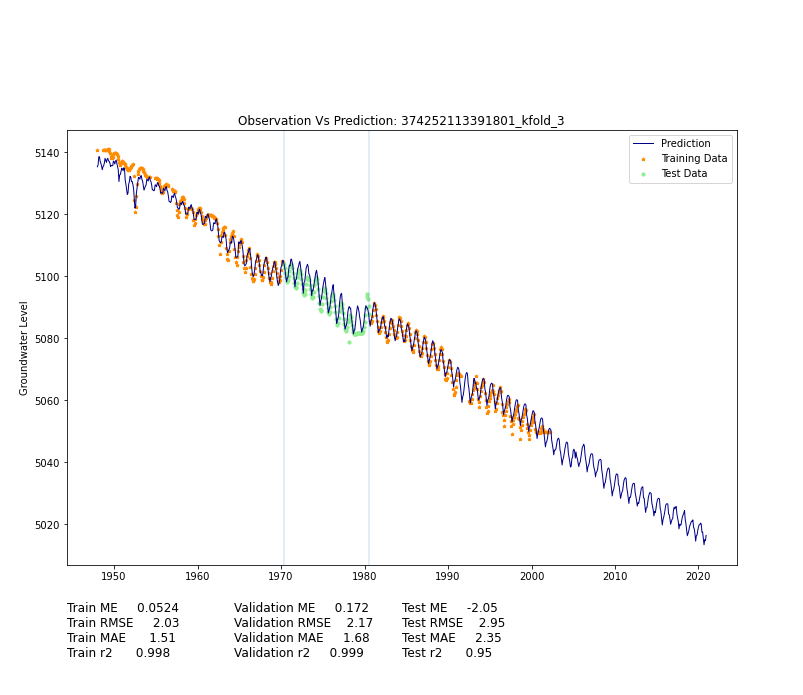 Observation Vs Prediction: 374252113391801_kfold_3
Prediction
Training Data
Test Data
5140
5120
5100
5080
5060
5040
5020
Groundwater Level
1950 1960 1970 1980 1990 2000 2010 2020
Train ME 0.0524 Validation ME 0.172 Test ME -2.05
Train RMSE 2.03 Validation RMSE 2.17 Test RMSE 2.95
Train MAE 1.51 Validation MAE 1.68 Test MAE 2.35
Train r2 0.998 Validation r2 0.999 Test r2 0.95